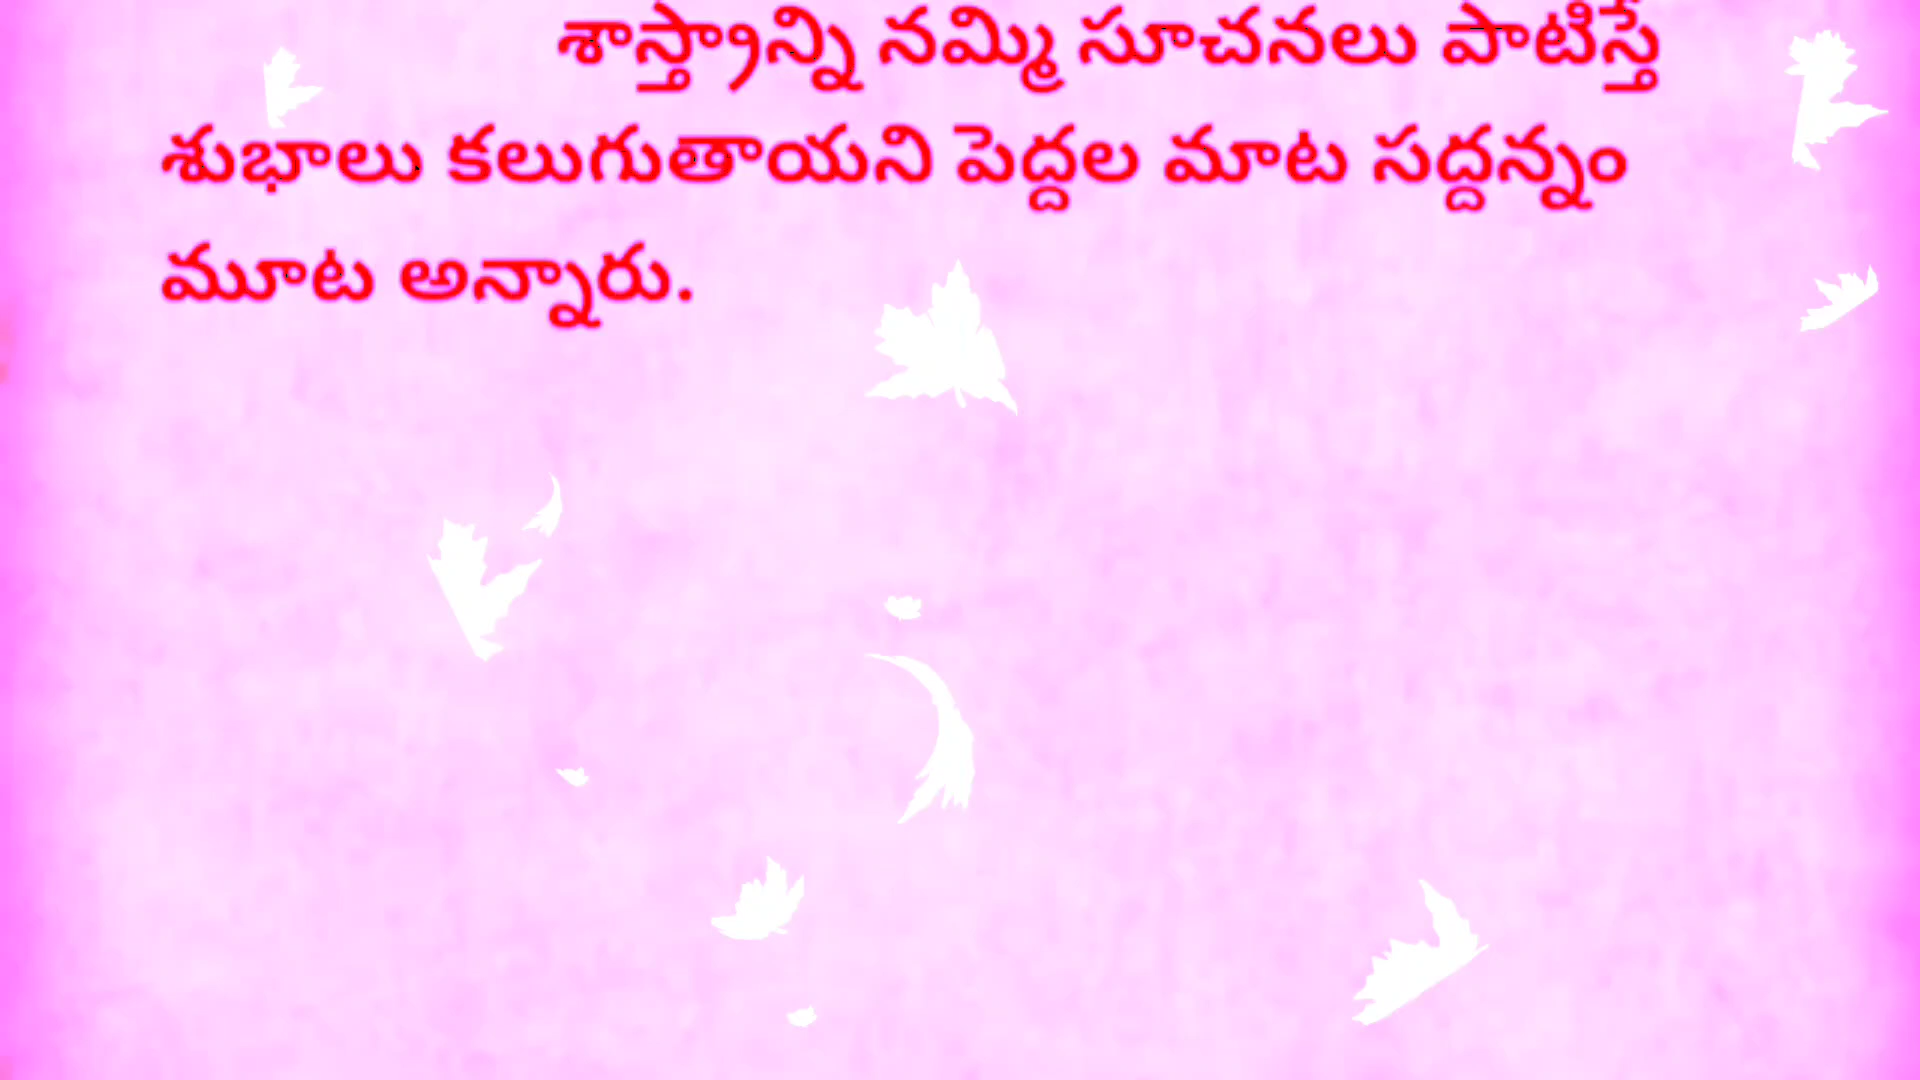 శాస్త్రాన్ని నమ్మి సూచనలు పాటిస్తే
శుభాలు కలుగుతాయని పెద్దల మాట సద్దన్నం
మూట అన్నారు.